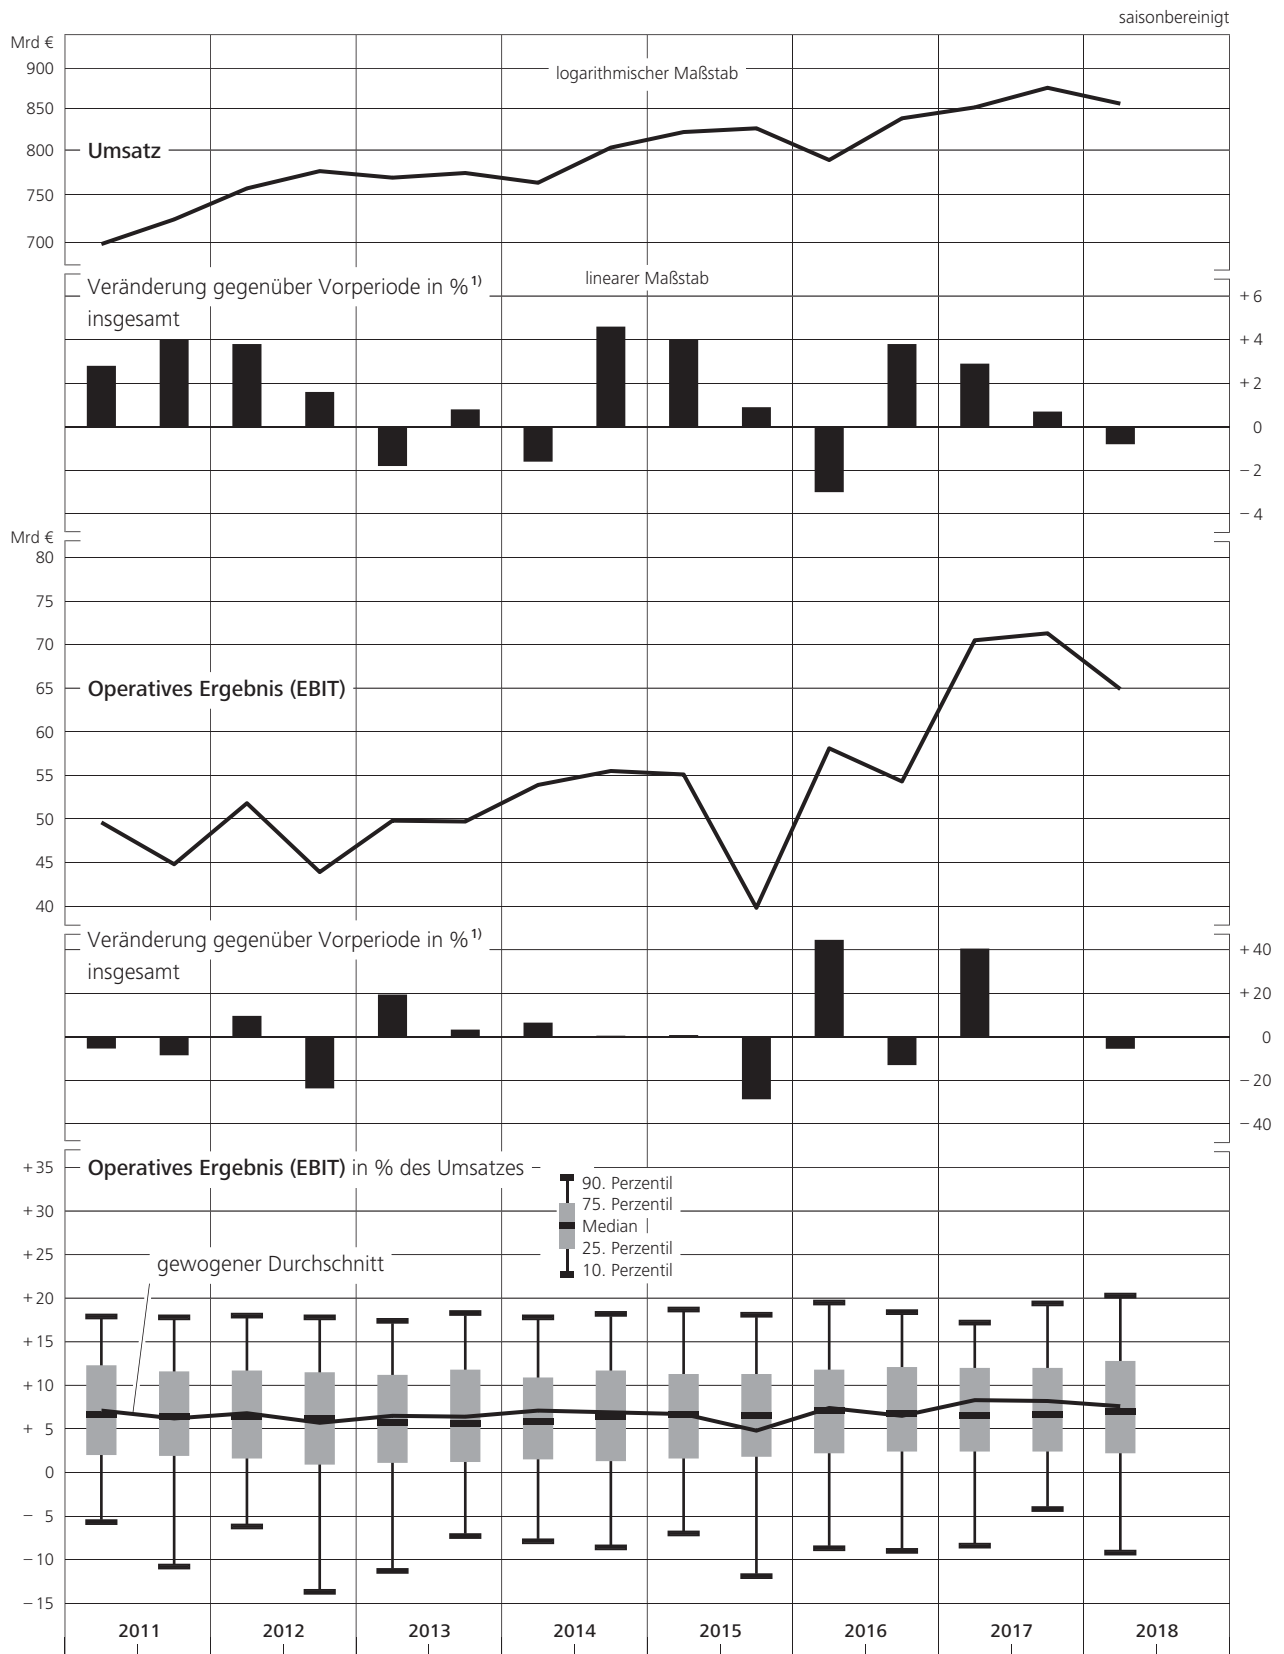 saisonbereinigt
Mrd €
900
logarithmischer Maßstab
850
800
Umsatz
750
700
Veränderung gegenüber Vorperiode in %¹⁾
linearer Maßstab
+ 6
insgesamt
+ 4
+ 2
0
− 2
− 4
Mrd €
80
75
70
65
Operatives Ergebnis (EBIT)
60
55
50
45
40
Veränderung gegenüber Vorperiode in %¹⁾
+ 40
insgesamt
+ 20
0
− 20
− 40
+ 35
Operatives Ergebnis (EBIT) in % des Umsatzes
90. Perzentil
75. Perzentil
Median
25. Perzentil
10. Perzentil
+ 30
+ 25
gewogener Durchschnitt
+ 20
+ 15
+ 10
+ 5
0
− 5
− 10
− 15
2011 2012 2013 2014 2015 2016 2017 2018